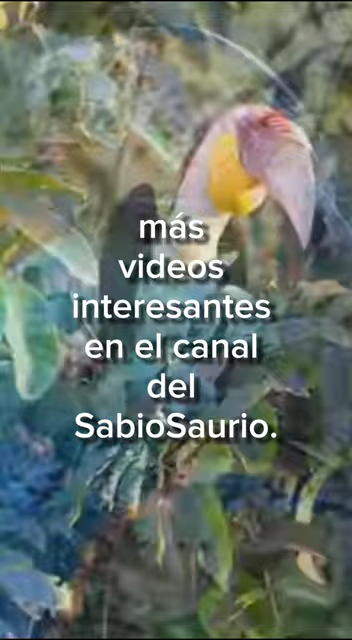 más
videos
interesantes
en el canal
del
SabioSaurio.